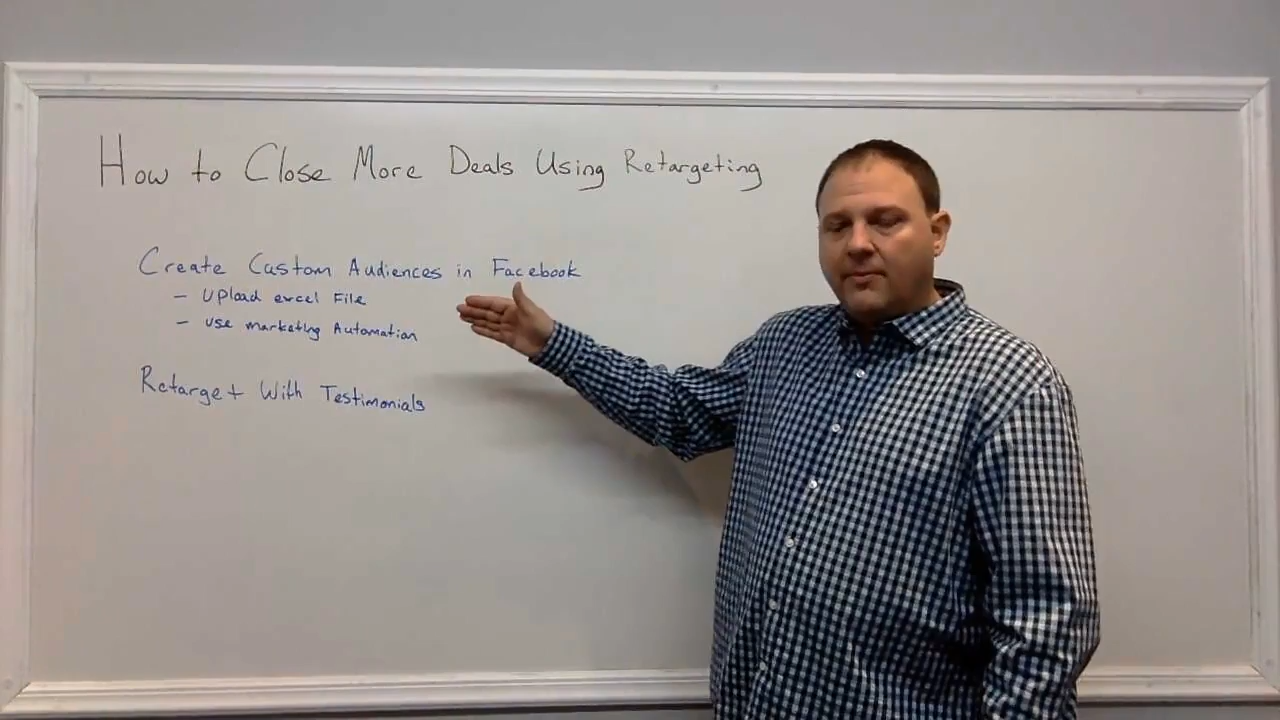 How to Close More Deals Using Retargeting
Create Custom Audiences in Facebook
- Upload excel File
- Use marketing Automation
Retarget With Testimonials